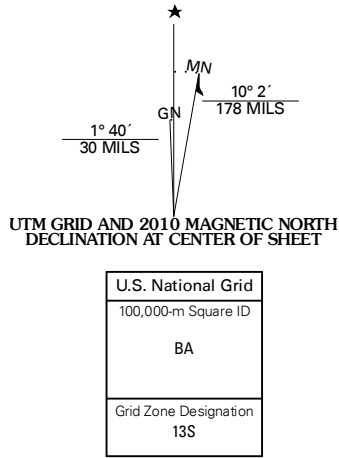 ★
MN
GN
10° 2´
178 MILS
1° 40´
30 MILS
UTM GRID AND 2010 MAGNETIC NORTH
DECLINATION AT CENTER OF SHEET
U.S. National Grid
100,000-m Square ID
BA
Grid Zone Designation
13S